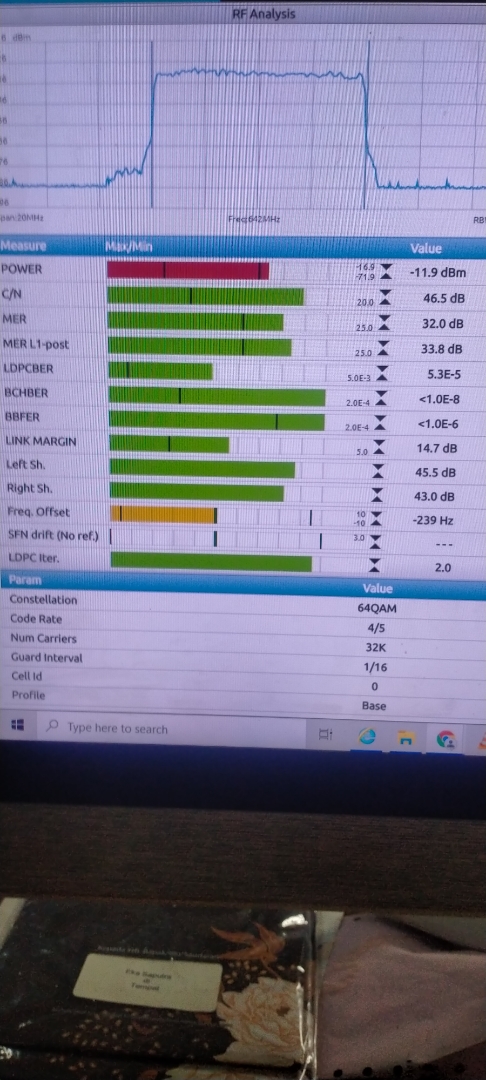 RF Analysis
dBm
pan:20MHz Freq:642MHz RB
Measure Max/Min Value
POWER -16.9 -71.9 -11.9 dBm
C/N 20.0 46.5 dB
MER 25.0 32.0 dB
MER L1-post 25.0 33.8 dB
LDPCBER 5.0E-3 5.3E-5
BCHBER 2.0E-4 <1.0E-8
BBFER 2.0E-4 <1.0E-6
LINK MARGIN 5.0 14.7 dB
Left Sh. 45.5 dB
Right Sh. 43.0 dB
Freq. Offset 10 -10 -239 Hz
SFN drift (No ref.) 3.0 ---
LDPC Iter. 2.0
Param Value
Constellation 64QAM
Code Rate 4/5
Num Carriers 32K
Guard Interval 1/16
Cell Id 0
Profile Base
Type here to search
Eka Saputra
di
Tempat